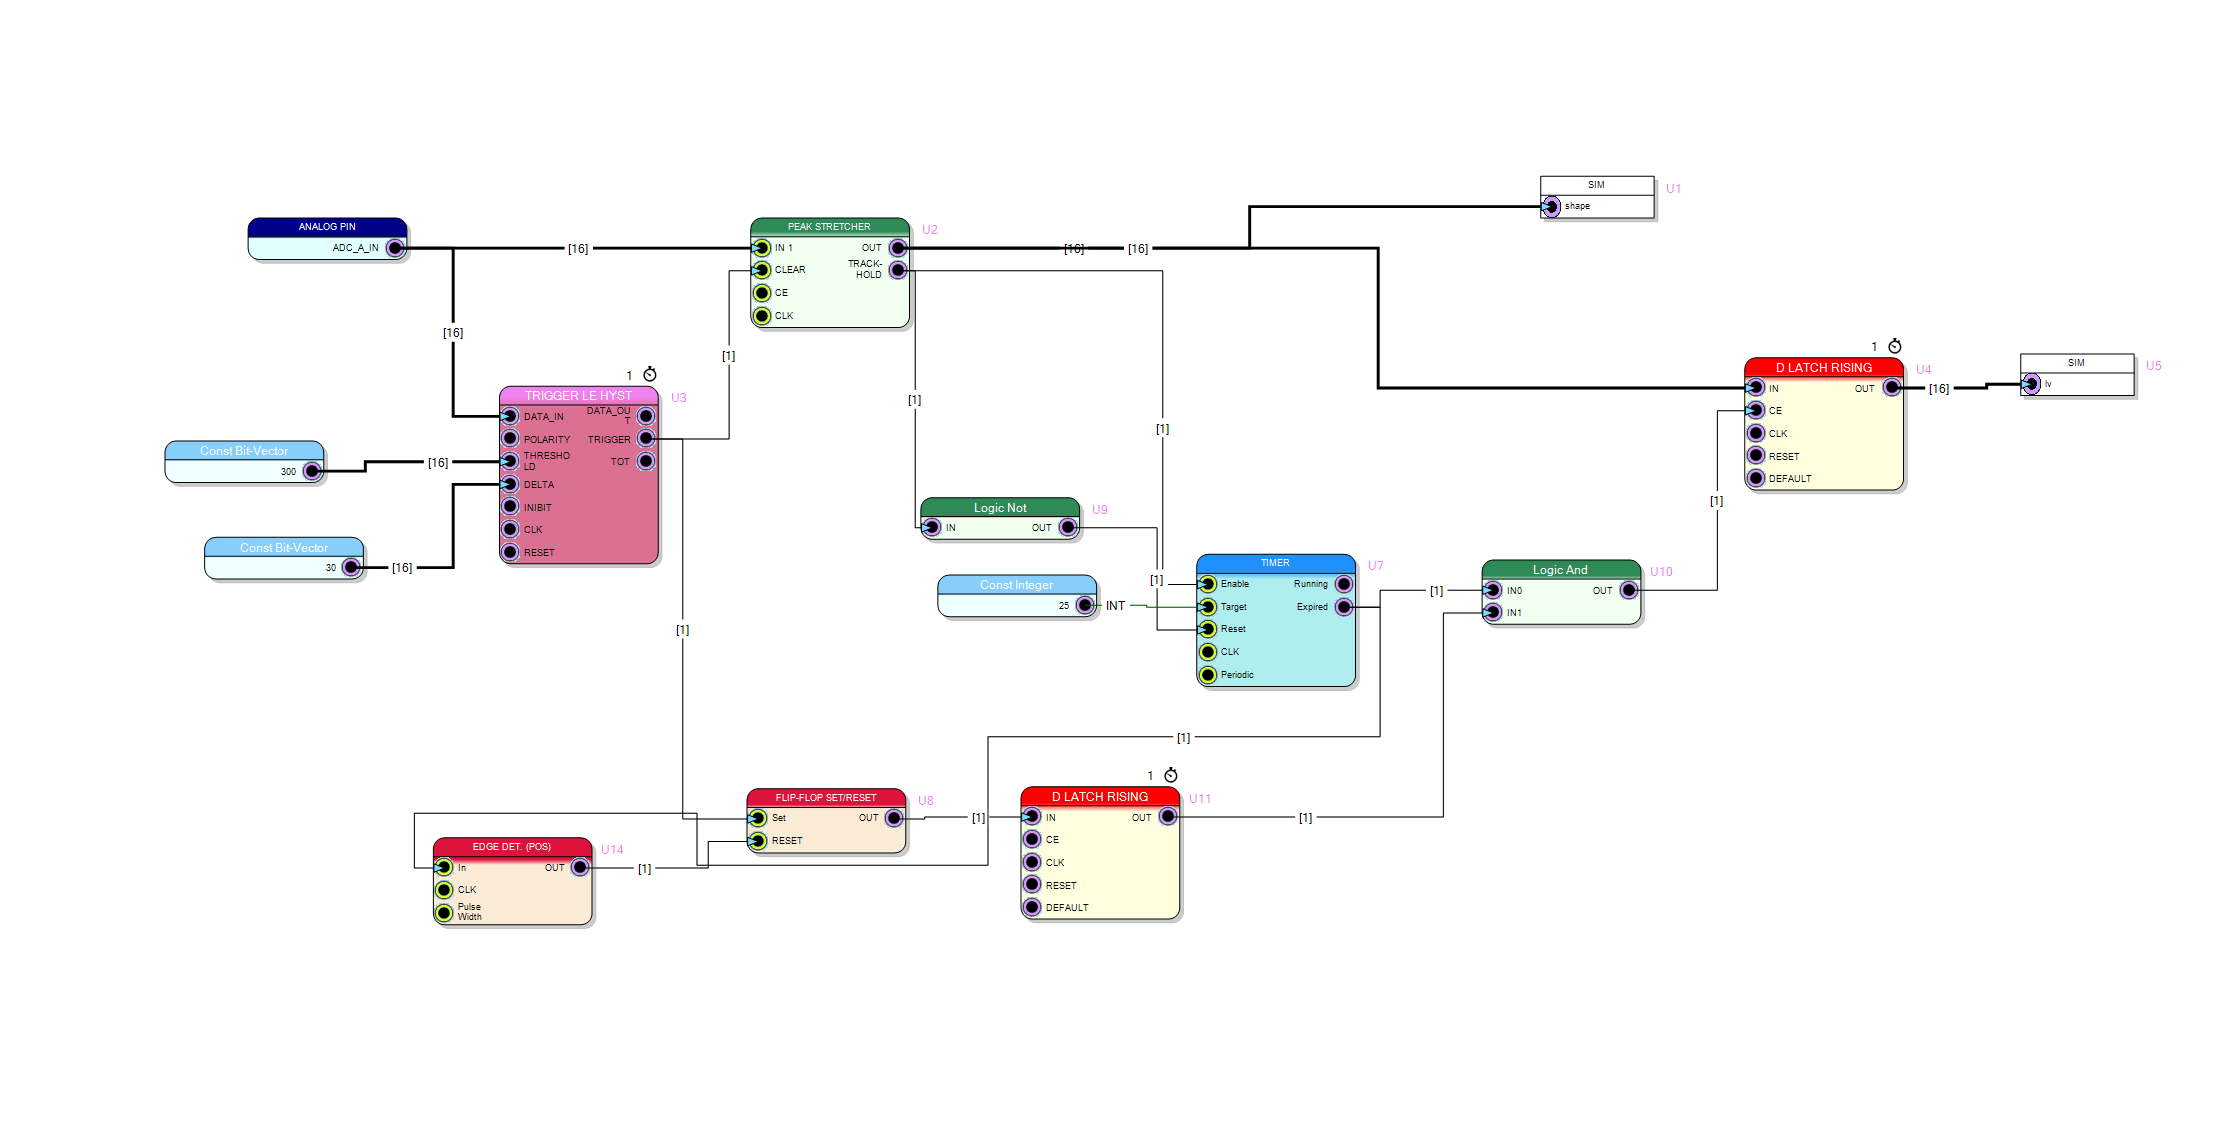 SIM
U1
shape
ANALOG PIN
ADC_A_IN
[16]
PEAK STRETCHER
U2
IN 1
OUT
CLEAR
TRACK-
HOLD
CE
CLK
[16]
[16]
[16]
[1]
1
TRIGGER LE HYST
U3
DATA_IN
DATA_OU
T
POLARITY
TRIGGER
THRESHO
LD
TOT
DELTA
INIBIT
CLK
RESET
Const Bit-Vector
300
[16]
Const Bit-Vector
30
[16]
[1]
[1]
1
D LATCH RISING
U4
IN
OUT
CE
CLK
RESET
DEFAULT
[16]
SIM
U5
lv
[1]
Logic Not
U9
IN
OUT
Const Integer
25
INT
[1]
TIMER
U7
Enable
Running
Target
Expired
Reset
CLK
Periodic
[1]
Logic And
U10
IN0
OUT
IN1
[1]
[1]
FLIP-FLOP SET/RESET
U8
Set
OUT
RESET
[1]
1
D LATCH RISING
U11
IN
OUT
CE
CLK
RESET
DEFAULT
[1]
EDGE DET. (POS)
U14
In
OUT
CLK
Pulse
Width
[1]